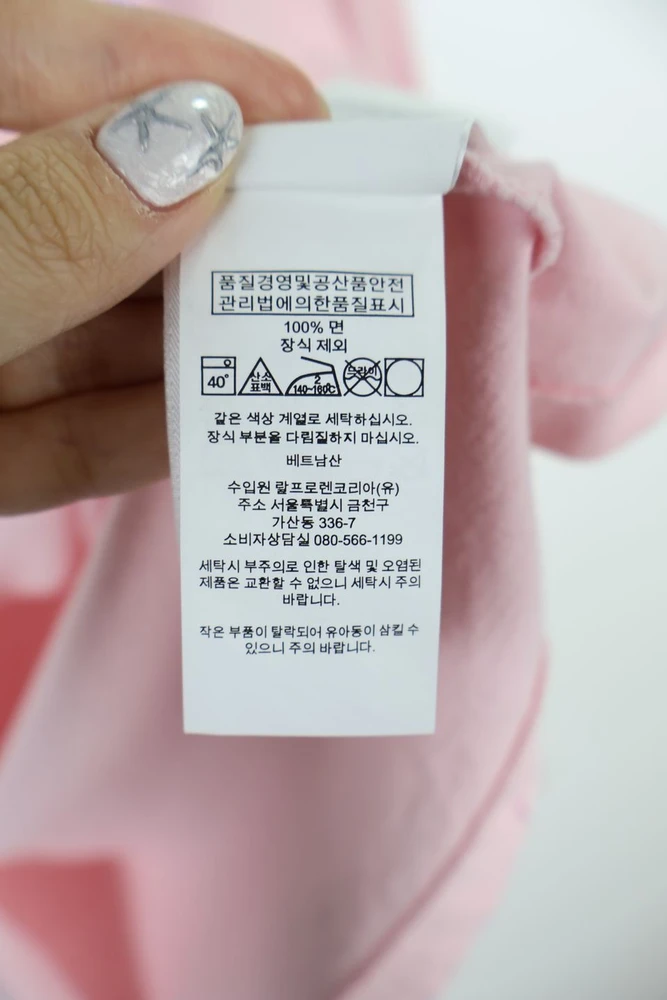 품질경영및공산품안전
관리법에의한품질표시
100% 면
장식 제외
40°
산소
표백
2
140~160℃
드라이
같은 색상 계열로 세탁하십시오.
장식 부분을 다림질하지 마십시오.
베트남산
수입원 랄프로렌코리아(유)
주소 서울특별시 금천구
가산동 336-7
소비자상담실 080-566-1199
세탁시 부주의로 인한 탈색 및 오염된
제품은 교환할 수 없으니 세탁시 주의
바랍니다.
작은 부품이 탈락되어 유아동이 삼킬 수
있으니 주의 바랍니다.